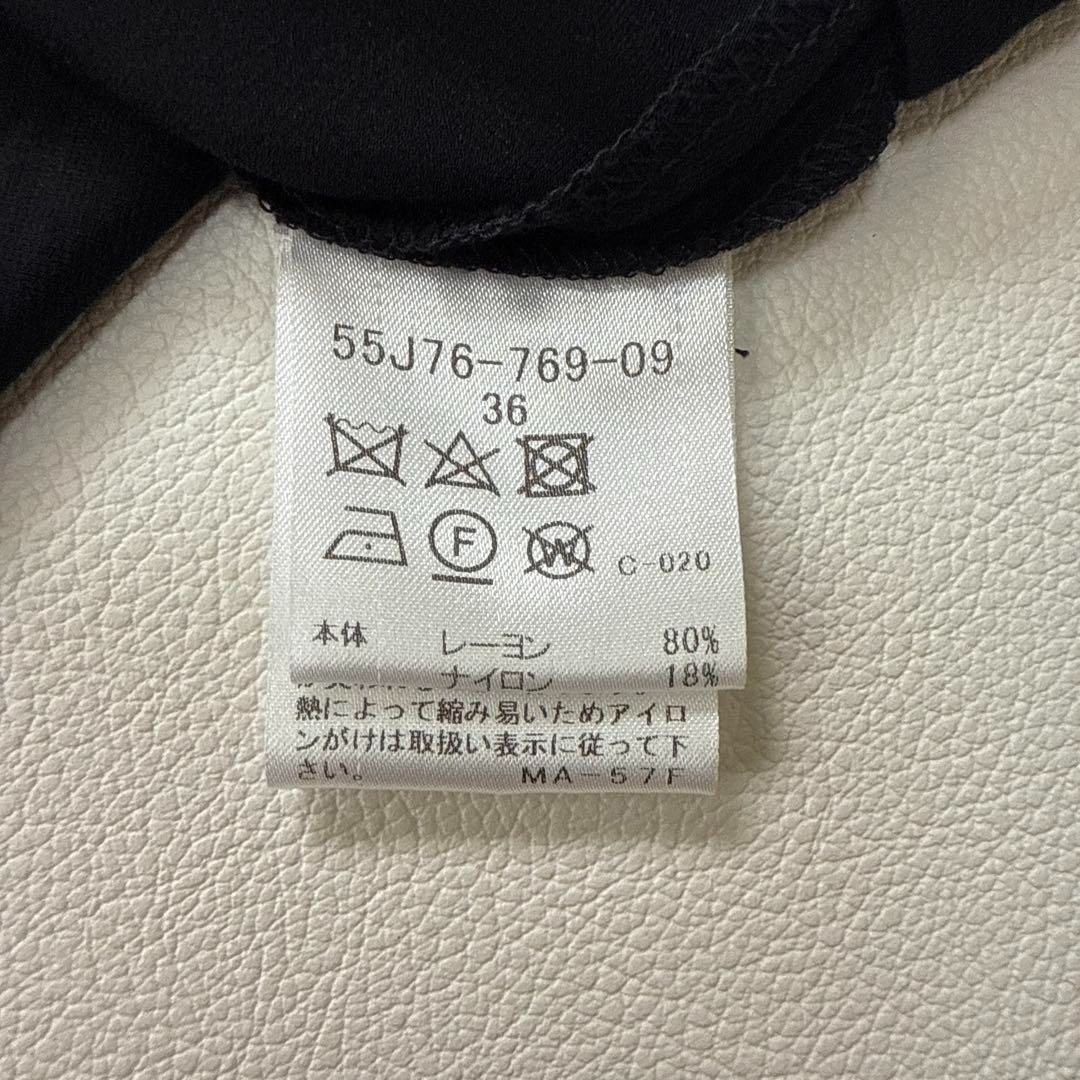 55J76-769-09
36
F
W
C-020
本体 レーヨン 80%
ナイロン 18%
熱によって縮み易いためアイロ
ンがけは取扱い表示に従って下
さい。 MA-57F